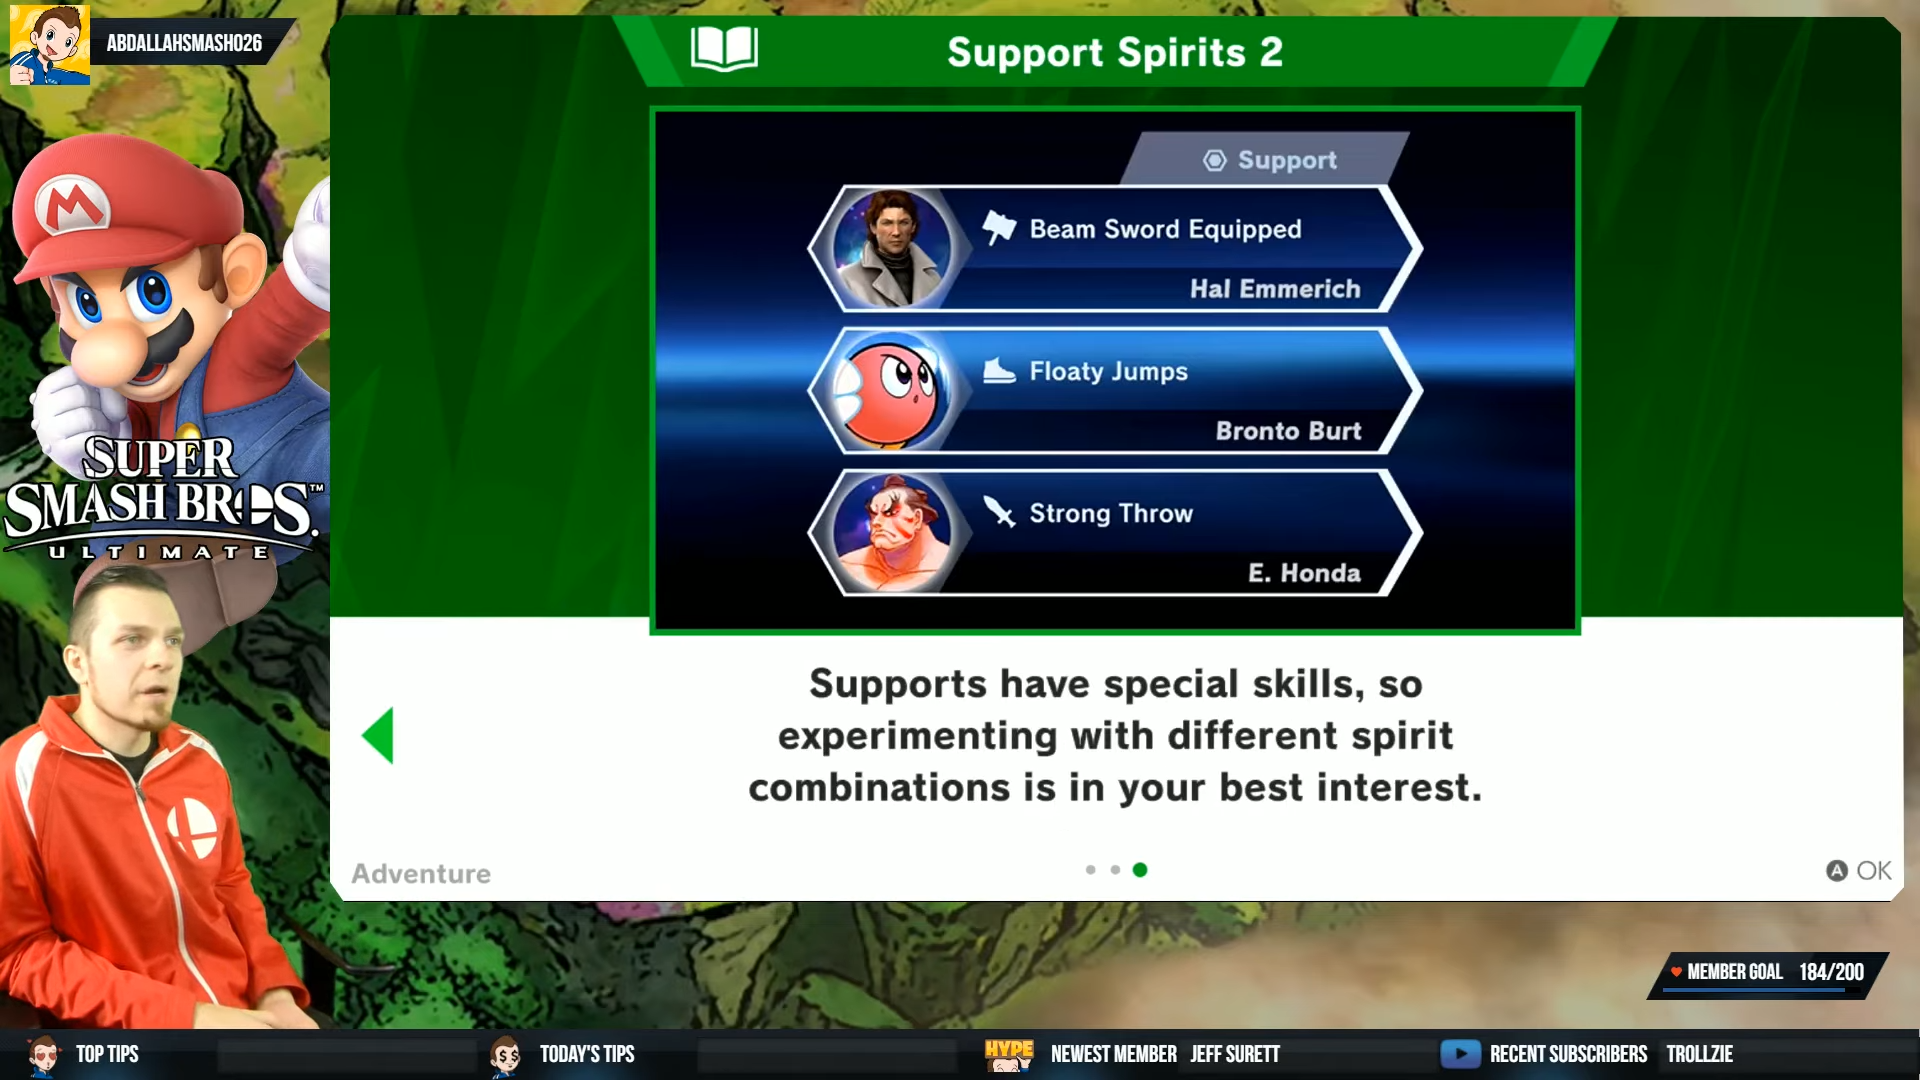 ABDALLAHSMASH026
Support Spirits 2
Support
Beam Sword Equipped
Hal Emmerich
Floaty Jumps
Bronto Burt
Strong Throw
E. Honda
M
SUPER
SMASH BROS.™
ULTIMATE
Supports have special skills, so
experimenting with different spirit
combinations is in your best interest.
Adventure
A OK
MEMBER GOAL 184/200
TOP TIPS
TODAY'S TIPS
HYPE
NEWEST MEMBER JEFF SURETT
RECENT SUBSCRIBERS TROLLZIE